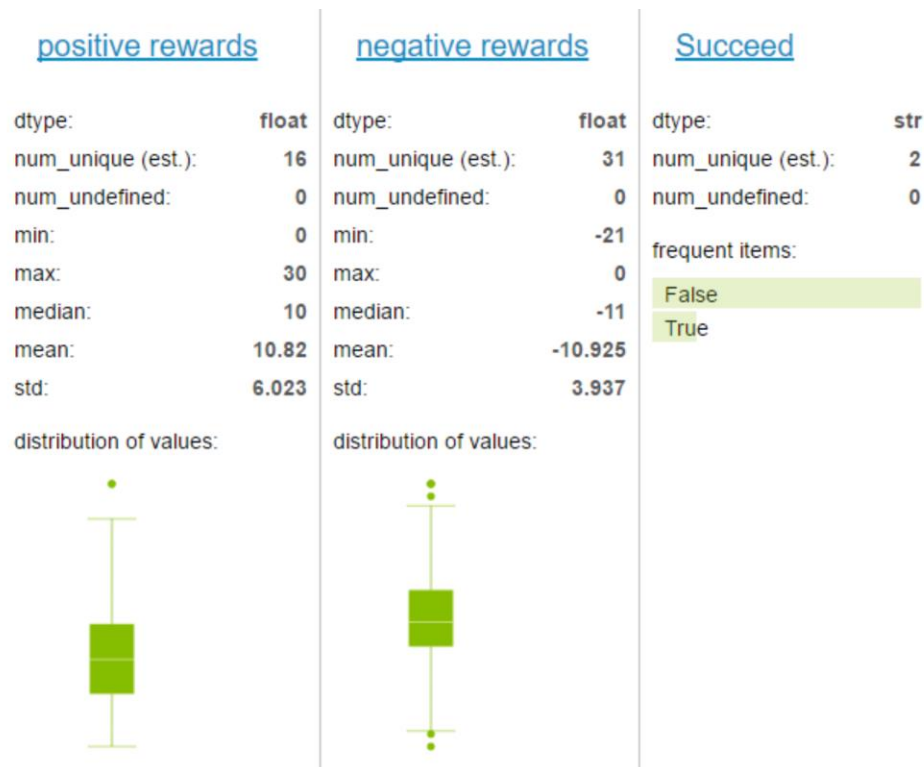 positive rewards
dtype: float
num_unique (est.): 16
num_undefined: 0
min: 0
max: 30
median: 10
mean: 10.82
std: 6.023
distribution of values:
negative rewards
dtype: float
num_unique (est.): 31
num_undefined: 0
min: -21
max: 0
median: -11
mean: -10.925
std: 3.937
distribution of values:
Succeed
dtype: str
num_unique (est.): 2
num_undefined: 0
frequent items:
False
True